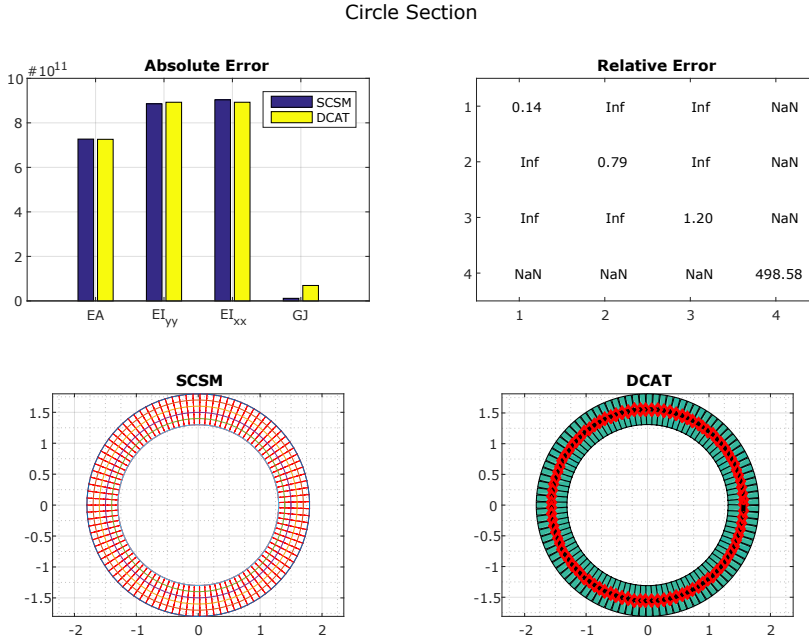 Circle Section
Absolute Error
#10^11
10
8
6
4
2
0
EA
EI_yy
EI_xx
GJ
SCSM
DCAT
Relative Error
1 0.14 Inf Inf NaN
2 Inf 0.79 Inf NaN
3 Inf Inf 1.20 NaN
4 NaN NaN NaN 498.58
1 2 3 4
SCSM
1.5
1
0.5
0
-0.5
-1
-1.5
-2 -1 0 1 2
DCAT
1.5
1
0.5
0
-0.5
-1
-1.5
-2 -1 0 1 2